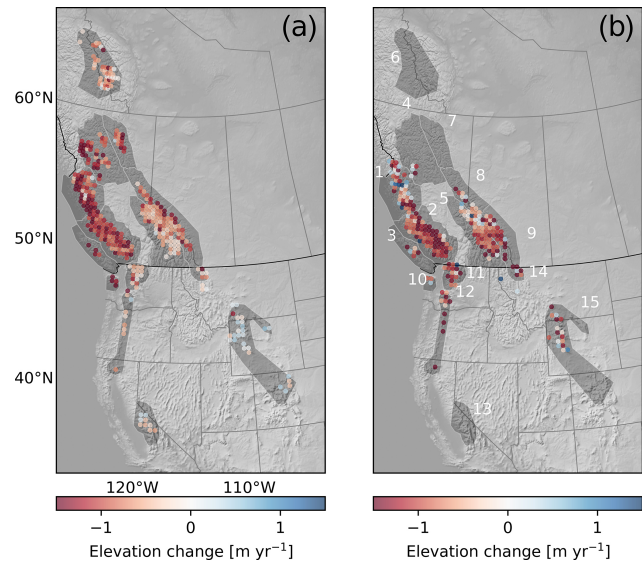 (a)
(b)
60°N
50°N
40°N
6
4
7
1
8
5
2
3
9
10
11
14
12
15
13
120°W
110°W
−1
0
1
−1
0
1
Elevation change [m yr⁻¹]
Elevation change [m yr⁻¹]